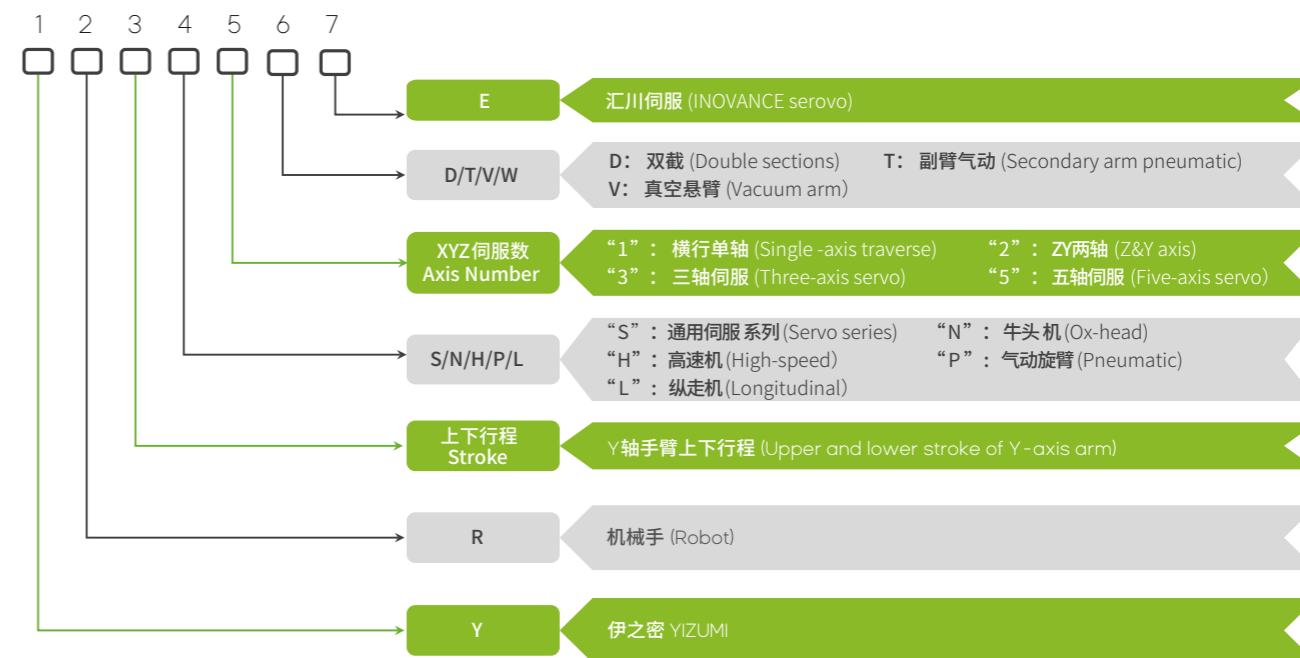 1 2 3 4 5 6 7
E
汇川伺服 (INOVANCE serovo)
D/T/V/W
D： 双截 (Double sections) T： 副臂气动 (Secondary arm pneumatic)
V： 真空悬臂 (Vacuum arm）
XYZ伺服数
Axis Number
“1”： 横行单轴 (Single -axis traverse) “2”： ZY两轴 (Z&Y axis)
“3”： 三轴伺服 (Three-axis servo) “5”： 五轴伺服 (Five-axis servo）
S/N/H/P/L
“S”：通用伺服系列(Servo series) “N”： 牛头机(Ox-head)
“H”：高速机(High-speed） “P”：气动旋臂(Pneumatic)
“L”：纵走机(Longitudinal）
上下行程
Stroke
Y轴手臂上下行程 (Upper and lower stroke of Y-axis arm)
R
机械手 (Robot)
Y
伊之密 YIZUMI